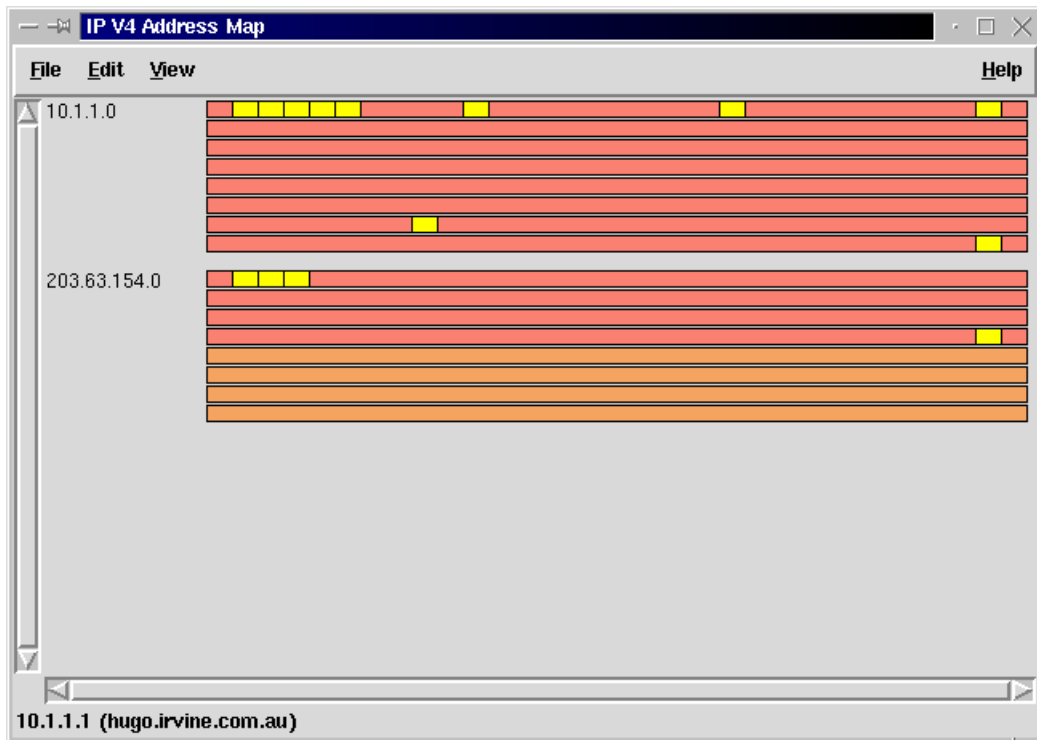 IP V4 Address Map
File Edit View Help
10.1.1.0
203.63.154.0
10.1.1.1 (hugo.irvine.com.au)